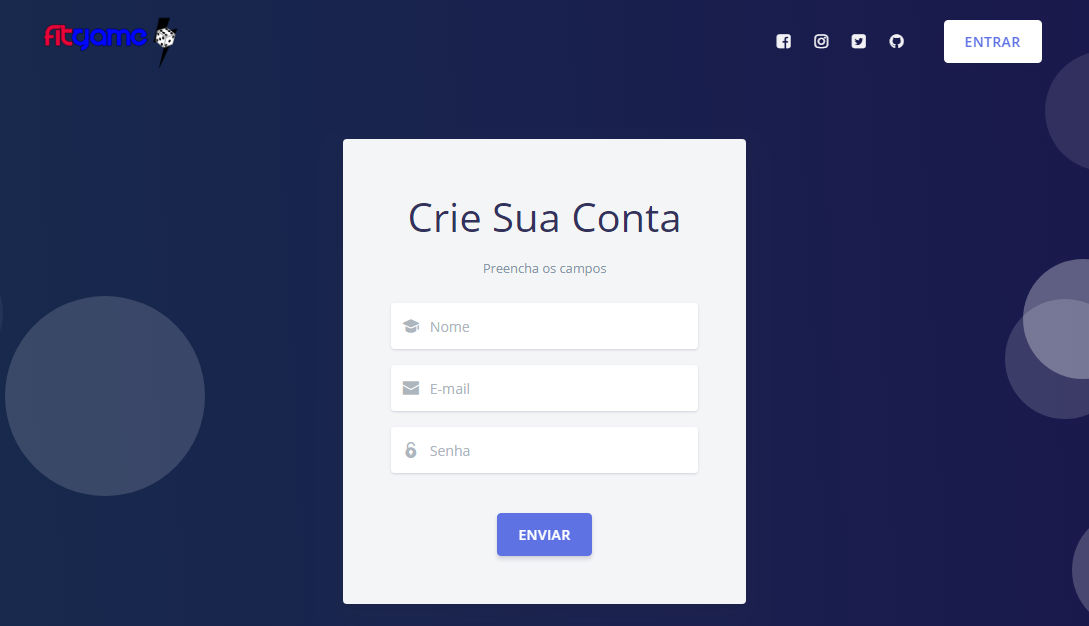 fitgame
ENTRAR
Crie Sua Conta
Preencha os campos
Nome
E-mail
Senha
ENVIAR